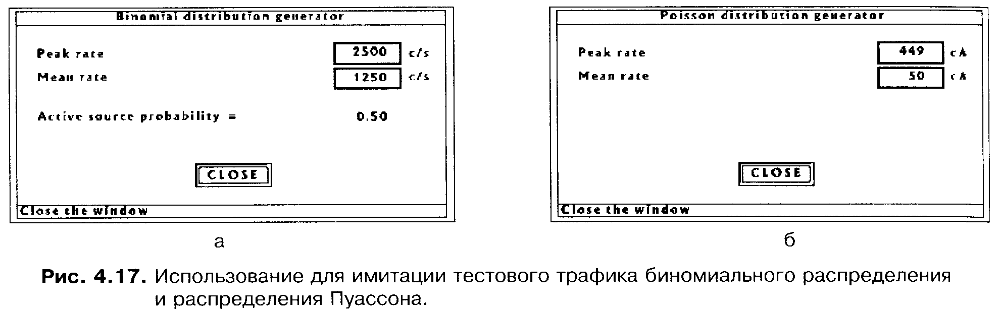 Binomial distribution generator
Peak rate 2500 c/s
Mean rate 1250 c/s
Active source probability = 0.50
CLOSE
Close the window
а
Poisson distribution generator
Peak rate 449 c/s
Mean rate 50 c/s
CLOSE
Close the window
б
Рис. 4.17. Использование для имитации тестового трафика биномиального распределения
и распределения Пуассона.